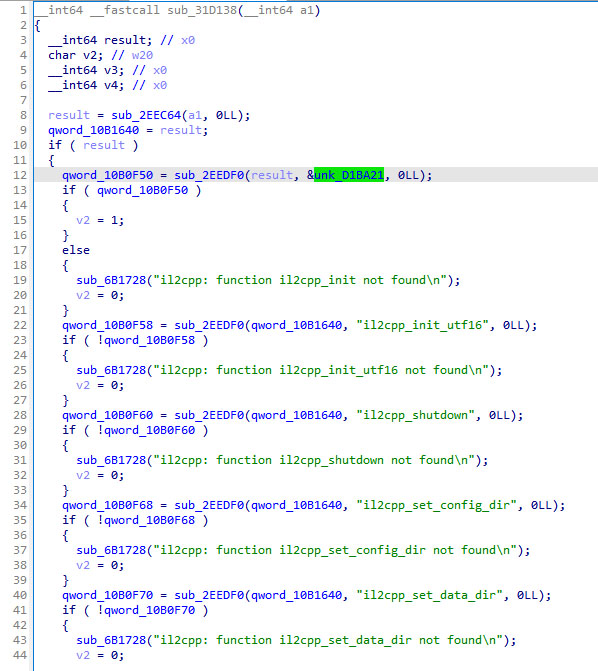 1 __int64 __fastcall sub_31D138(__int64 a1)
2 {
3   __int64 result; // x0
4   char v2; // w20
5   __int64 v3; // x0
6   __int64 v4; // x0
7
8   result = sub_2EEC64(a1, 0LL);
9   qword_10B1640 = result;
10   if ( result )
11   {
12     qword_10B0F50 = sub_2EEDF0(result, &unk_D1BA21, 0LL);
13     if ( qword_10B0F50 )
14     {
15       v2 = 1;
16     }
17     else
18     {
19       sub_6B1728("il2cpp: function il2cpp_init not found\n");
20       v2 = 0;
21     }
22     qword_10B0F58 = sub_2EEDF0(qword_10B1640, "il2cpp_init_utf16", 0LL);
23     if ( !qword_10B0F58 )
24     {
25       sub_6B1728("il2cpp: function il2cpp_init_utf16 not found\n");
26       v2 = 0;
27     }
28     qword_10B0F60 = sub_2EEDF0(qword_10B1640, "il2cpp_shutdown", 0LL);
29     if ( !qword_10B0F60 )
30     {
31       sub_6B1728("il2cpp: function il2cpp_shutdown not found\n");
32       v2 = 0;
33     }
34     qword_10B0F68 = sub_2EEDF0(qword_10B1640, "il2cpp_set_config_dir", 0LL);
35     if ( !qword_10B0F68 )
36     {
37       sub_6B1728("il2cpp: function il2cpp_set_config_dir not found\n");
38       v2 = 0;
39     }
40     qword_10B0F70 = sub_2EEDF0(qword_10B1640, "il2cpp_set_data_dir", 0LL);
41     if ( !qword_10B0F70 )
42     {
43       sub_6B1728("il2cpp: function il2cpp_set_data_dir not found\n");
44       v2 = 0;